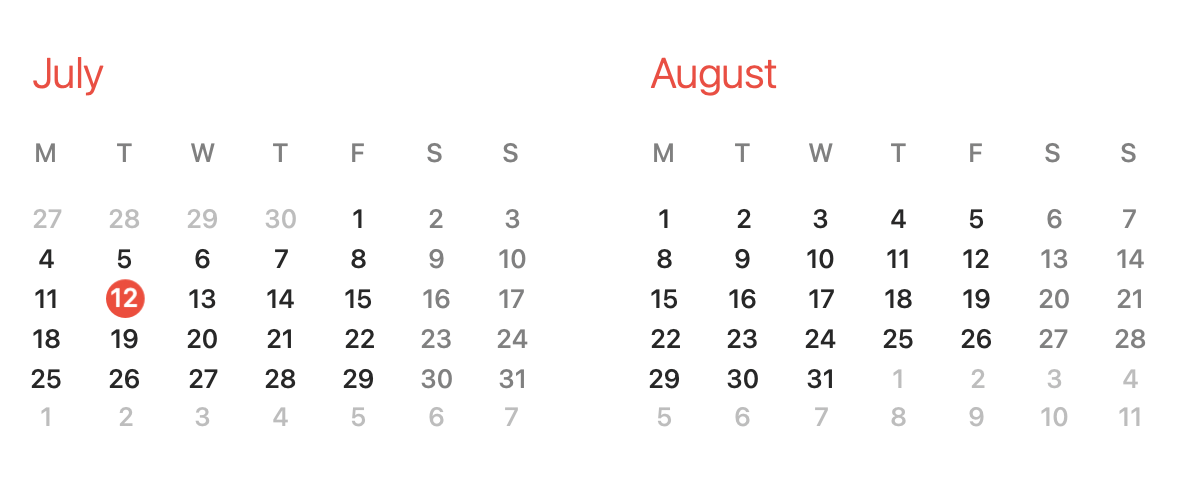 July
M T W T F S S
27 28 29 30 1 2 3
4 5 6 7 8 9 10
11 12 13 14 15 16 17
18 19 20 21 22 23 24
25 26 27 28 29 30 31
1 2 3 4 5 6 7
August
M T W T F S S
1 2 3 4 5 6 7
8 9 10 11 12 13 14
15 16 17 18 19 20 21
22 23 24 25 26 27 28
29 30 31 1 2 3 4
5 6 7 8 9 10 11